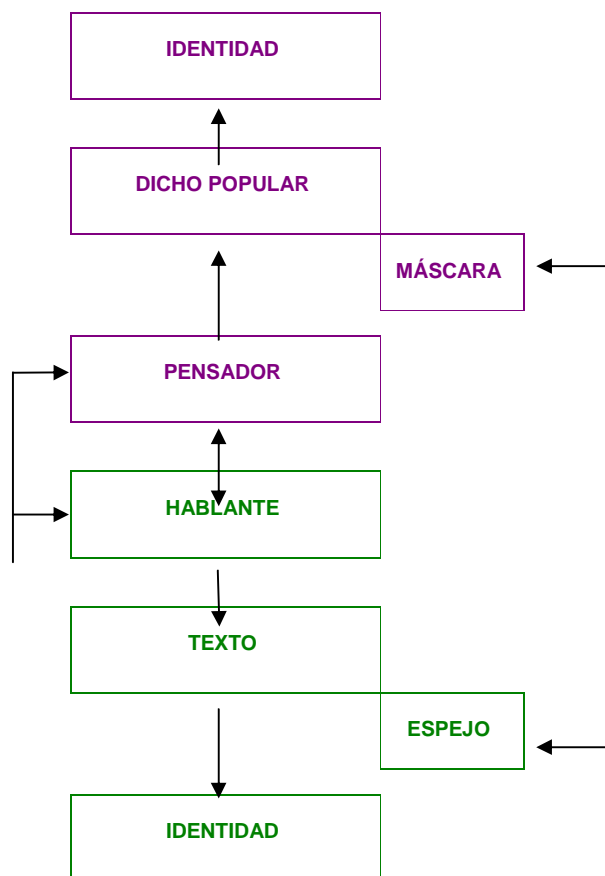 IDENTIDAD
DICHO POPULAR
MÁSCARA
PENSADOR
HABLANTE
TEXTO
ESPEJO
IDENTIDAD